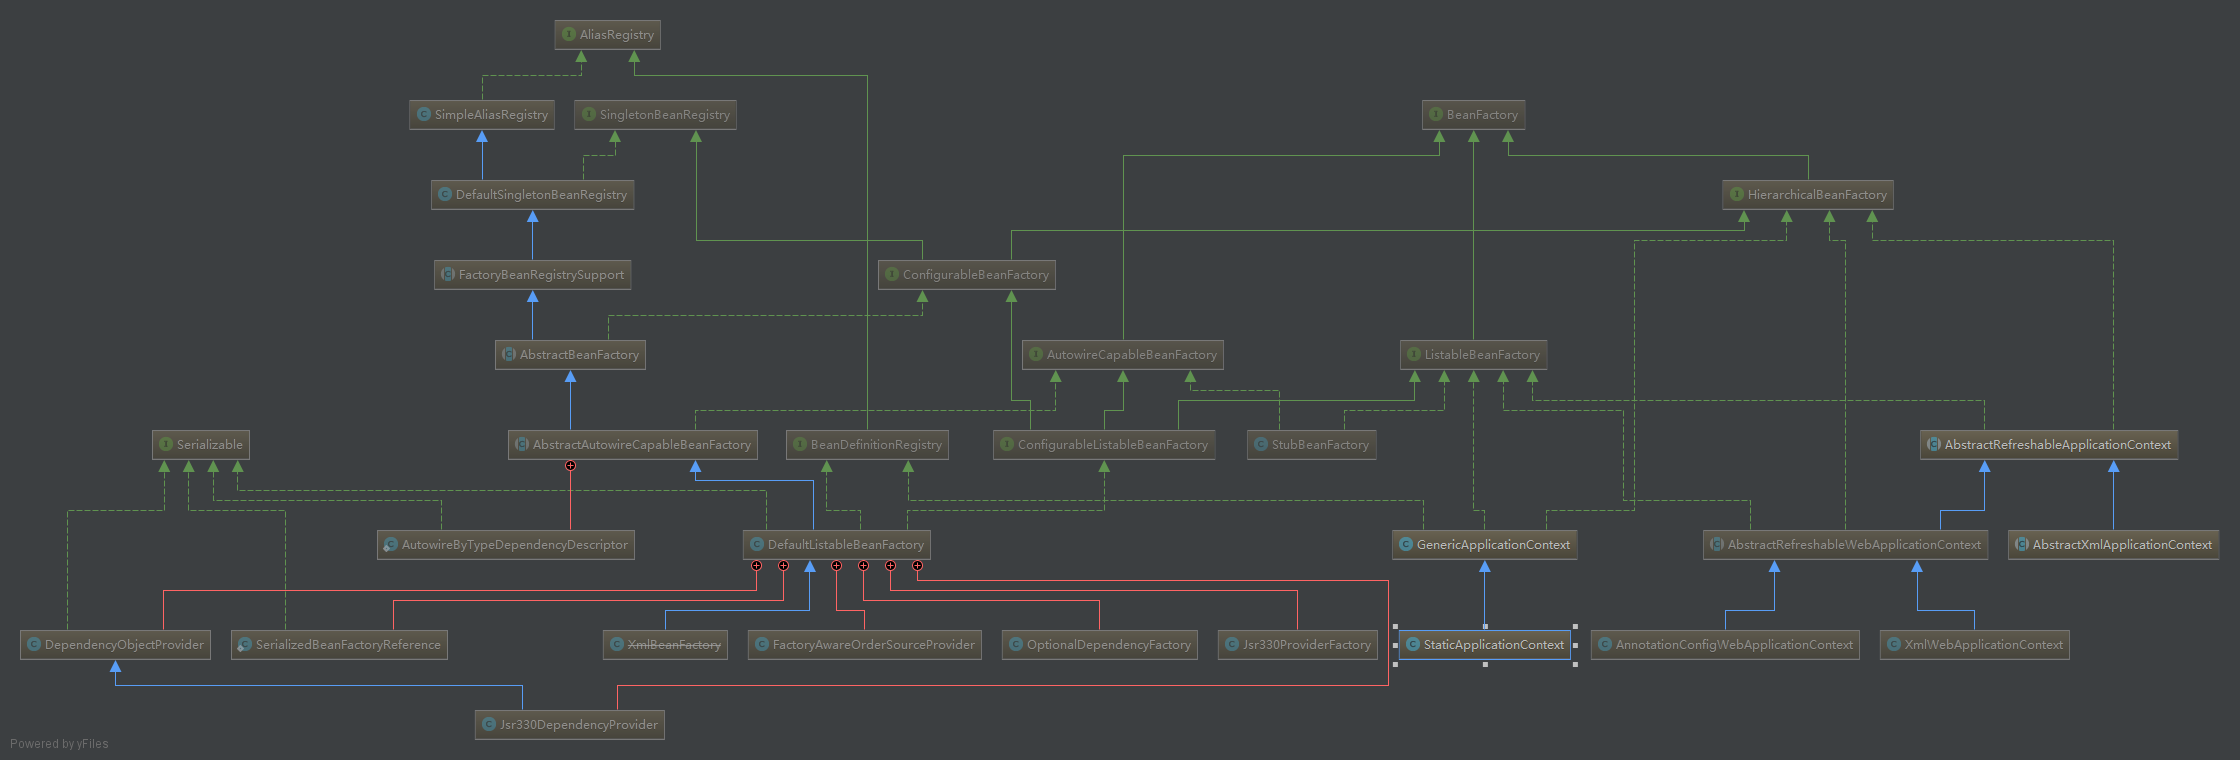 AliasRegistry
SimpleAliasRegistry
SingletonBeanRegistry
BeanFactory
DefaultSingletonBeanRegistry
HierarchicalBeanFactory
FactoryBeanRegistrySupport
ConfigurableBeanFactory
AbstractBeanFactory
AutowireCapableBeanFactory
ListableBeanFactory
Serializable
AbstractAutowireCapableBeanFactory
BeanDefinitionRegistry
ConfigurableListableBeanFactory
StubBeanFactory
AbstractRefreshableApplicationContext
AutowireByTypeDependencyDescriptor
DefaultListableBeanFactory
GenericApplicationContext
AbstractRefreshableWebApplicationContext
AbstractXmlApplicationContext
DependencyObjectProvider
SerializedBeanFactoryReference
XmlBeanFactory
FactoryAwareOrderSourceProvider
OptionalDependencyFactory
Jsr330ProviderFactory
StaticApplicationContext
AnnotationConfigWebApplicationContext
XmlWebApplicationContext
Jsr330DependencyProvider
Powered by yFiles